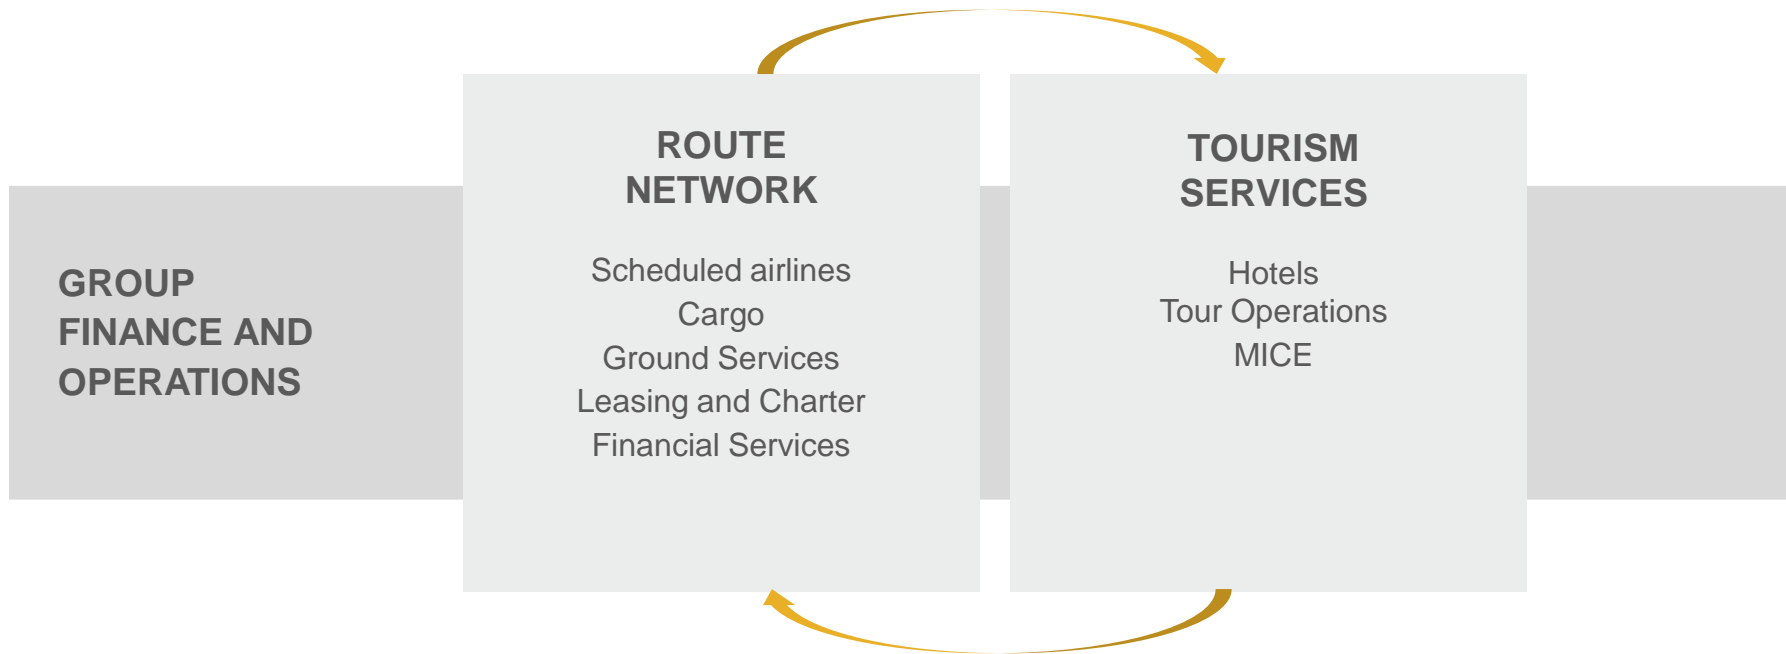 GROUP
FINANCE AND
OPERATIONS
ROUTE
NETWORK
Scheduled airlines
Cargo
Ground Services
Leasing and Charter
Financial Services
TOURISM
SERVICES
Hotels
Tour Operations
MICE